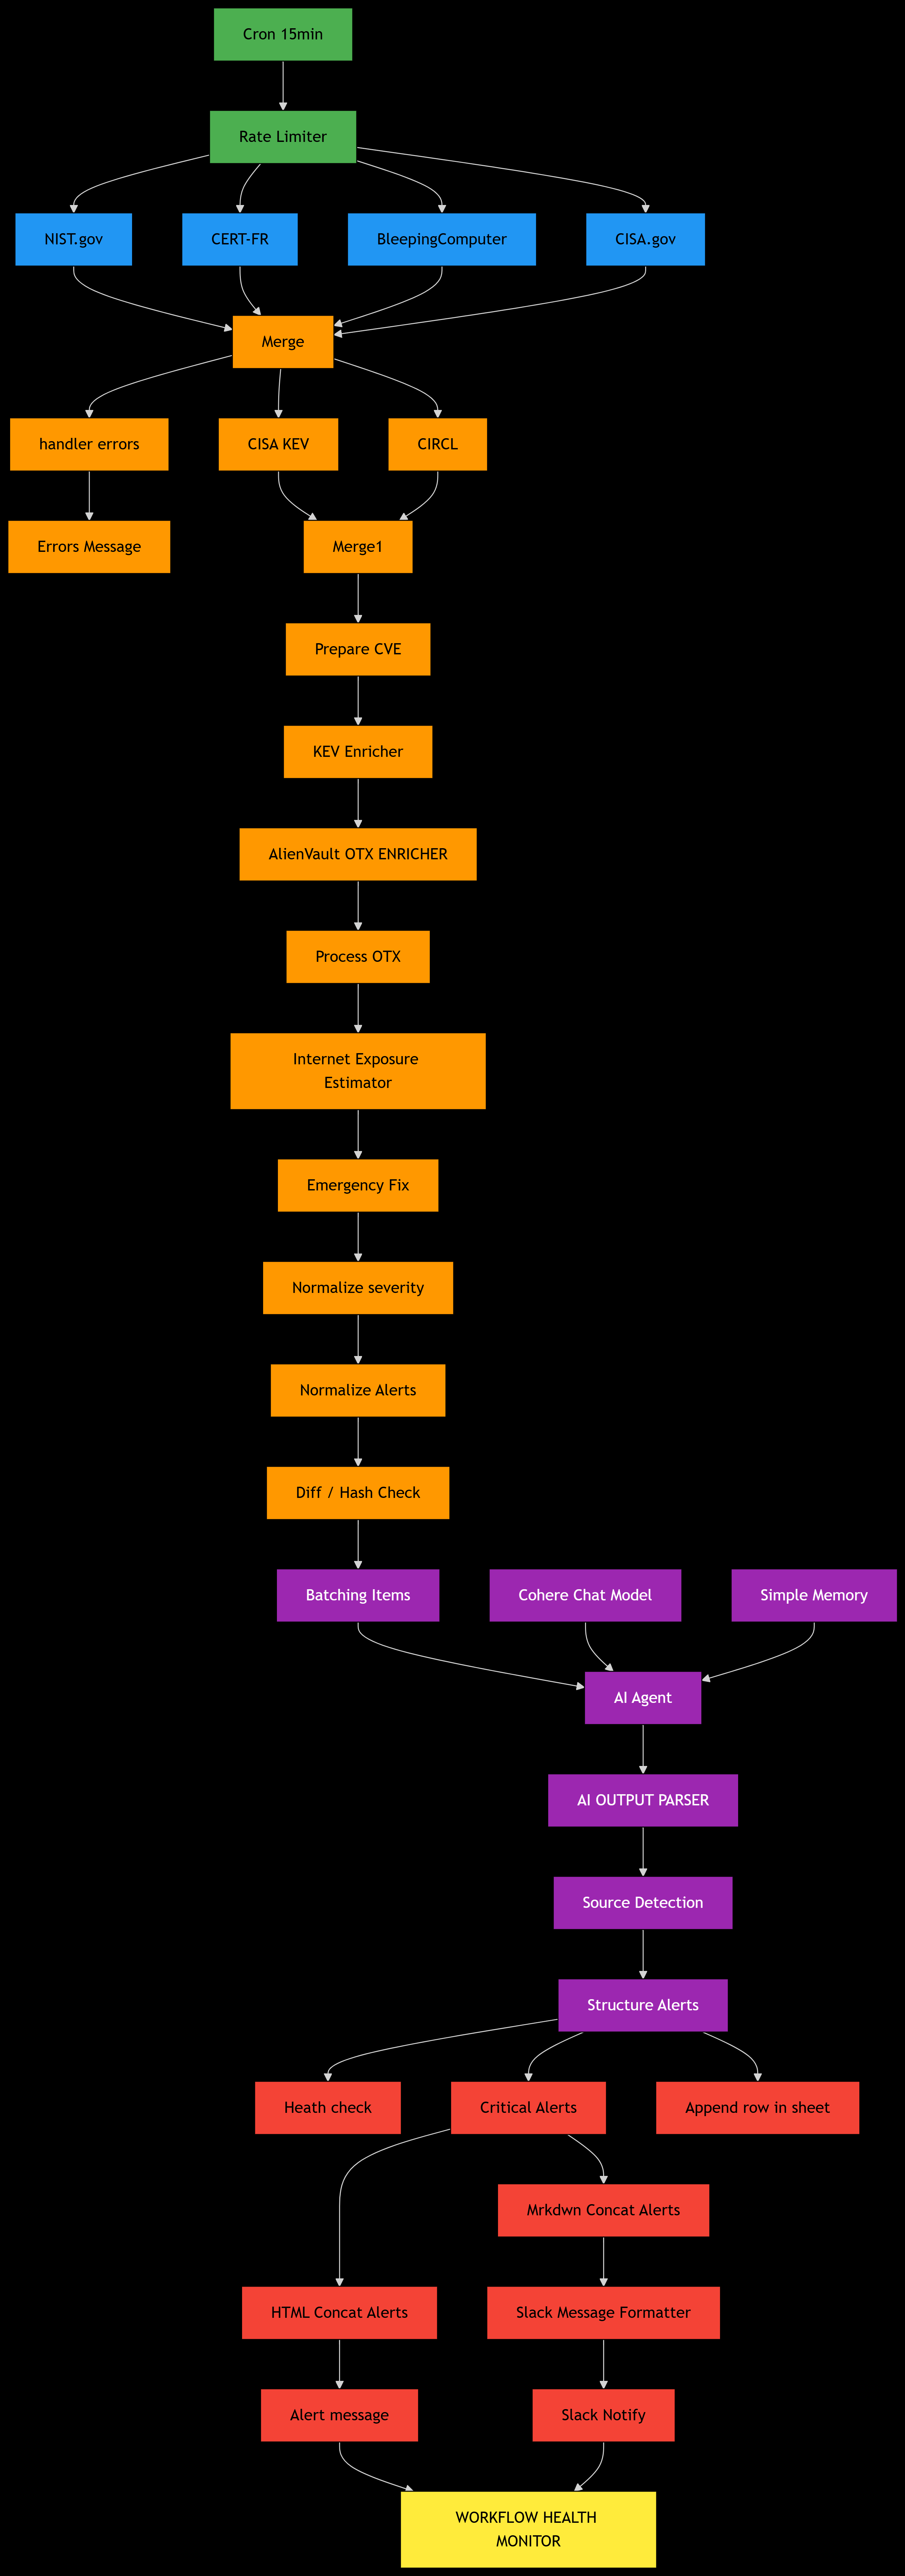 Cron 15min
Rate Limiter
NIST.gov
CERT-FR
BleepingComputer
CISA.gov
Merge
handler errors
CISA KEV
CIRCL
Errors Message
Merge1
Prepare CVE
KEV Enricher
AlienVault OTX ENRICHER
Process OTX
Internet Exposure
Estimator
Emergency Fix
Normalize severity
Normalize Alerts
Diff / Hash Check
Batching Items
Cohere Chat Model
Simple Memory
AI Agent
AI OUTPUT PARSER
Source Detection
Structure Alerts
Heath check
Critical Alerts
Append row in sheet
Mrkdwn Concat Alerts
HTML Concat Alerts
Slack Message Formatter
Alert message
Slack Notify
WORKFLOW HEALTH
MONITOR